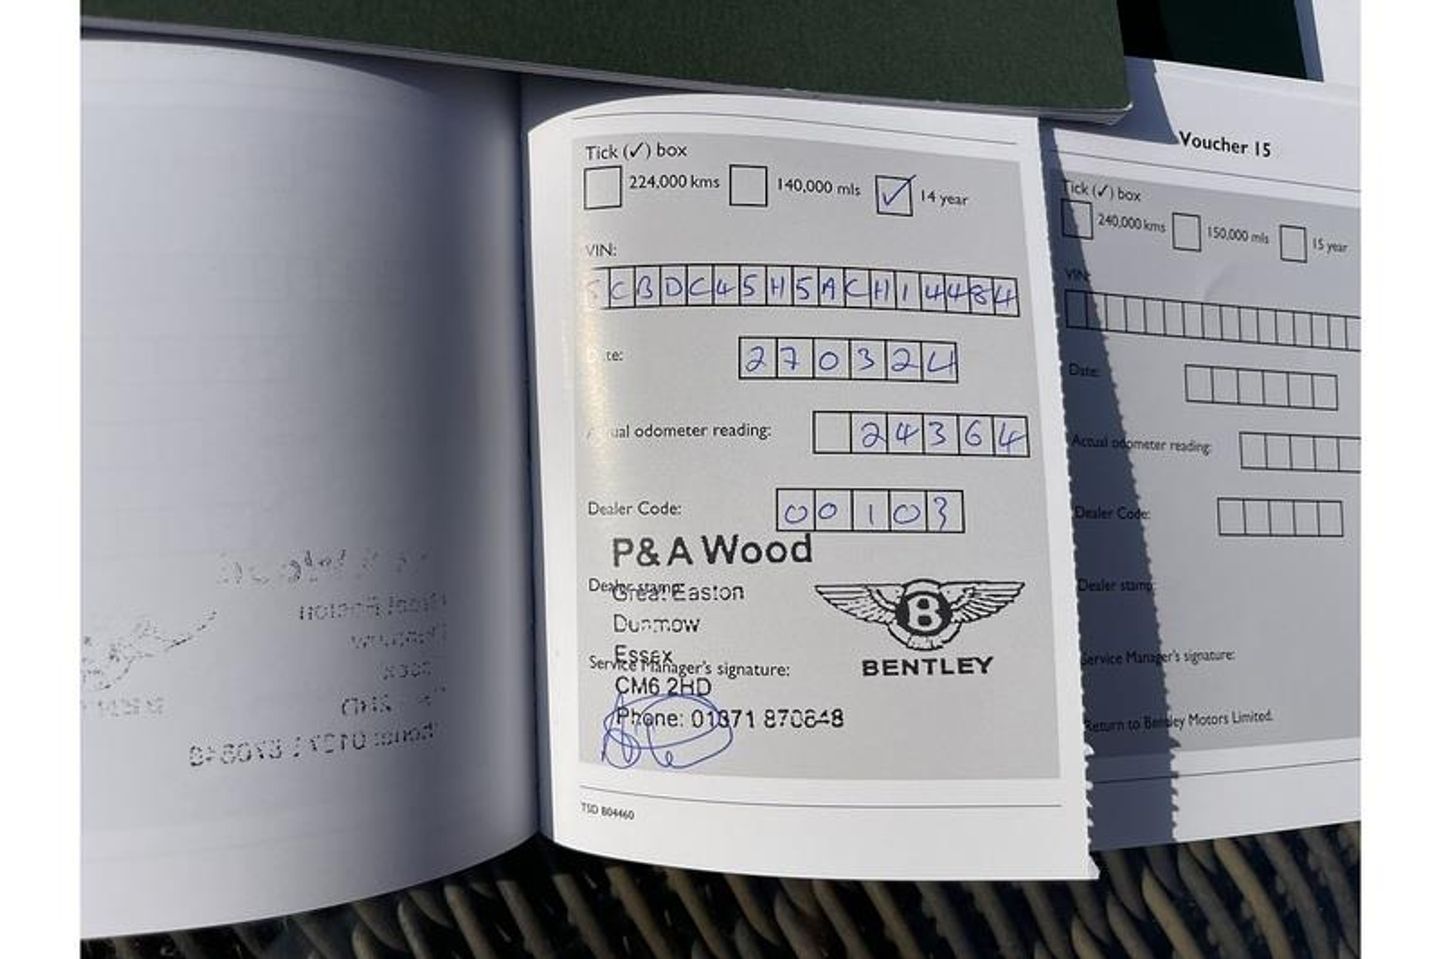 Tick (✓) box
224,000 kms 140,000 mls ✓ 14 year
VIN:
SCBDC45H5ACH14484
Date: 270324
Actual odometer reading: 24364
Dealer Code: 00103
P&A Wood
Dealer stamp:
Great Easton
Dunmow
Essex
Service Manager's signature:
CM6 2HD
Phone: 01371 870848
B
BENTLEY
TSD B04460
Voucher 15
Tick (✓) box
240,000 kms 150,000 mls 15 year
VIN:
Date:
Actual odometer reading:
Dealer Code:
Dealer stamp:
Service Manager's signature:
Return to Bentley Motors Limited.